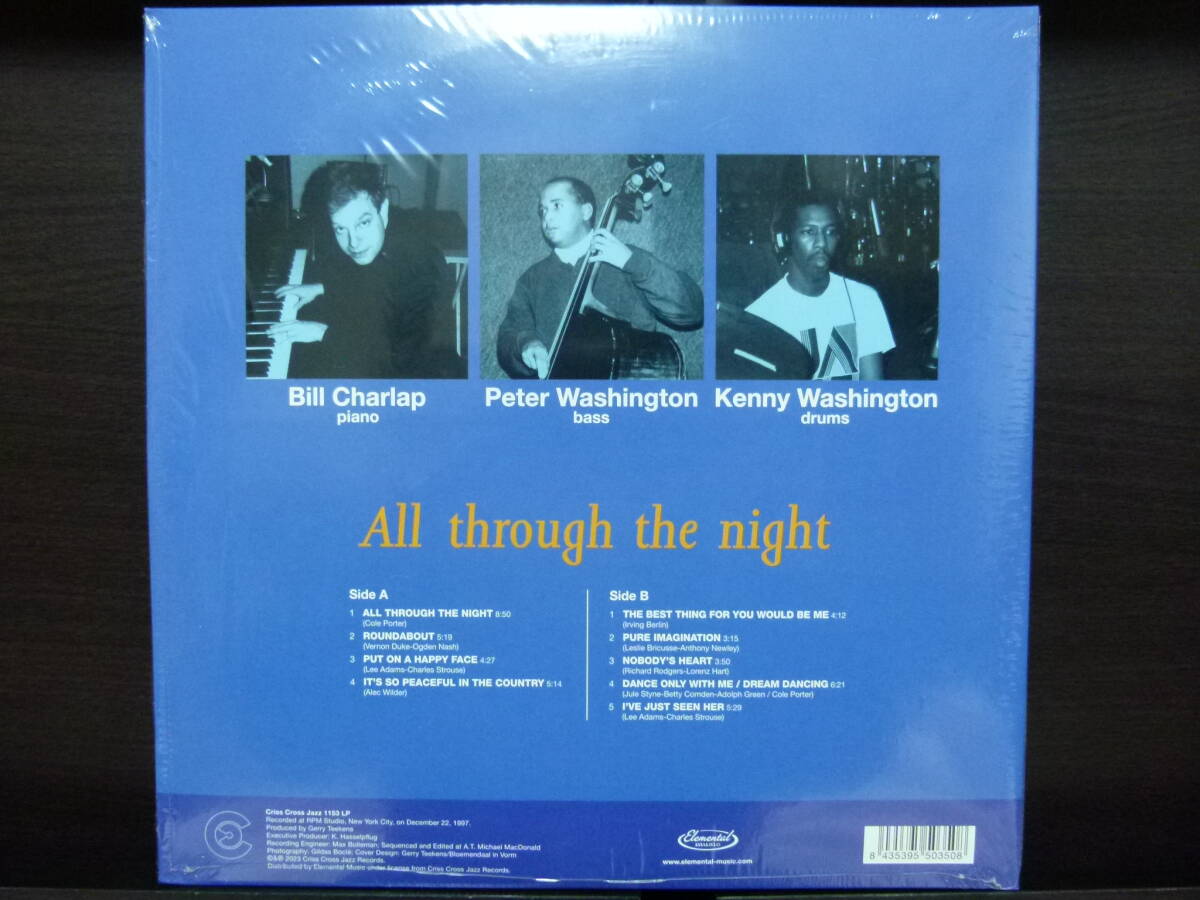 Bill Charlap
piano
Peter Washington
bass
Kenny Washington
drums
All through the night
Side A
1 ALL THROUGH THE NIGHT 8:50
(Cole Porter)
2 ROUNDABOUT 5:19
(Vernon Duke-Ogden Nash)
3 PUT ON A HAPPY FACE 4:27
(Lee Adams-Charles Strouse)
4 IT'S SO PEACEFUL IN THE COUNTRY 5:14
(Alec Wilder)
Side B
1 THE BEST THING FOR YOU WOULD BE ME 4:12
(Irving Berlin)
2 PURE IMAGINATION 3:15
(Leslie Bricusse-Anthony Newley)
3 NOBODY'S HEART 3:50
(Richard Rodgers-Lorenz Hart)
4 DANCE ONLY WITH ME / DREAM DANCING 6:21
(Jule Styne-Betty Comden-Adolph Green / Cole Porter)
5 I'VE JUST SEEN HER 5:29
(Lee Adams-Charles Strouse)
Criss Cross Jazz 1153 LP
Recorded at RPM Studio, New York City, on December 22, 1997.
Produced by Gerry Teekens
Executive Producer: K. Hasselpflug
Recording Engineer: Max Bolleman; Sequenced and Edited at A.T. Michael MacDonald
Photography: Gildas Boclé; Cover Design: Gerry Teekens/Bloemendaal in Vorm
©&℗ 2023 Criss Cross Jazz Records.
Distributed by Elemental Music under license from Criss Cross Jazz Records.
Elemental
www.elemental-music.com
8 435395 503508